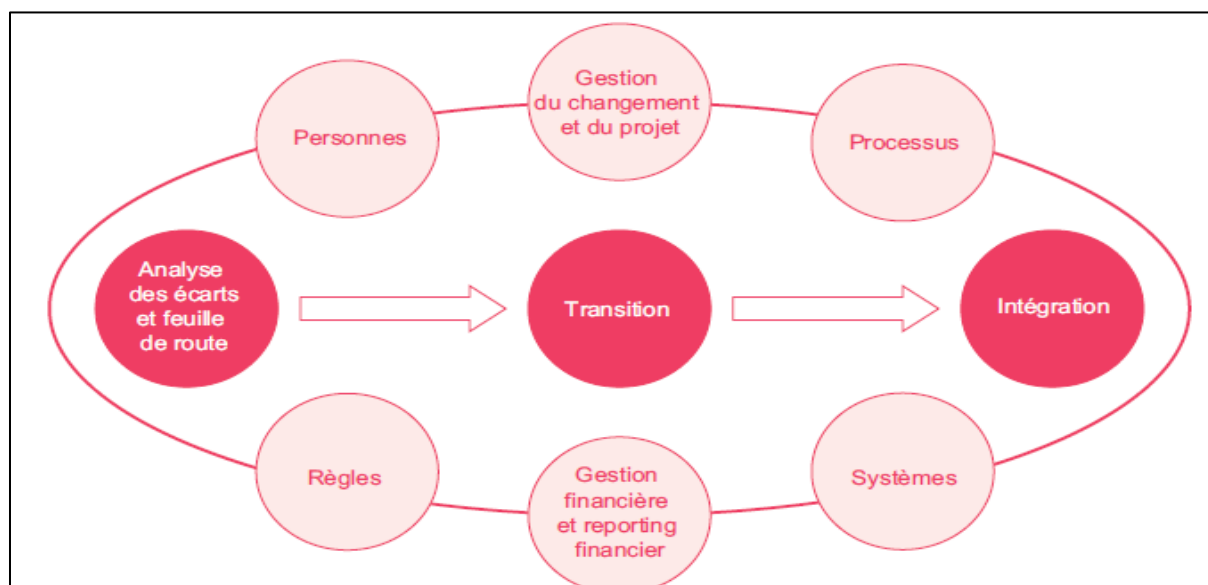 Gestion
du changement
et du projet
Personnes
Processus
Analyse
des écarts
et feuille
de route
Transition
Intégration
Règles
Gestion
financière
et reporting
financier
Systèmes